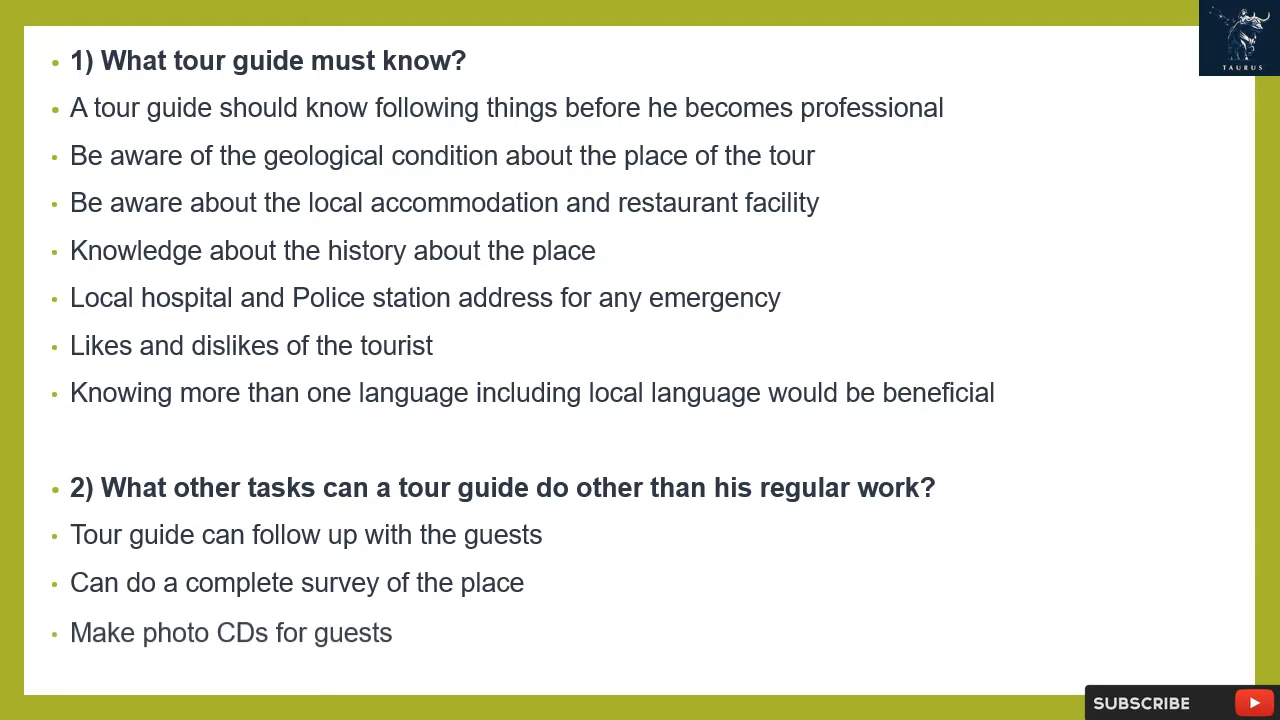 TAURUS
• 1) What tour guide must know?
• A tour guide should know following things before he becomes professional
• Be aware of the geological condition about the place of the tour
• Be aware about the local accommodation and restaurant facility
• Knowledge about the history about the place
• Local hospital and Police station address for any emergency
• Likes and dislikes of the tourist
• Knowing more than one language including local language would be beneficial
• 2) What other tasks can a tour guide do other than his regular work?
• Tour guide can follow up with the guests
• Can do a complete survey of the place
• Make photo CDs for guests
SUBSCRIBE